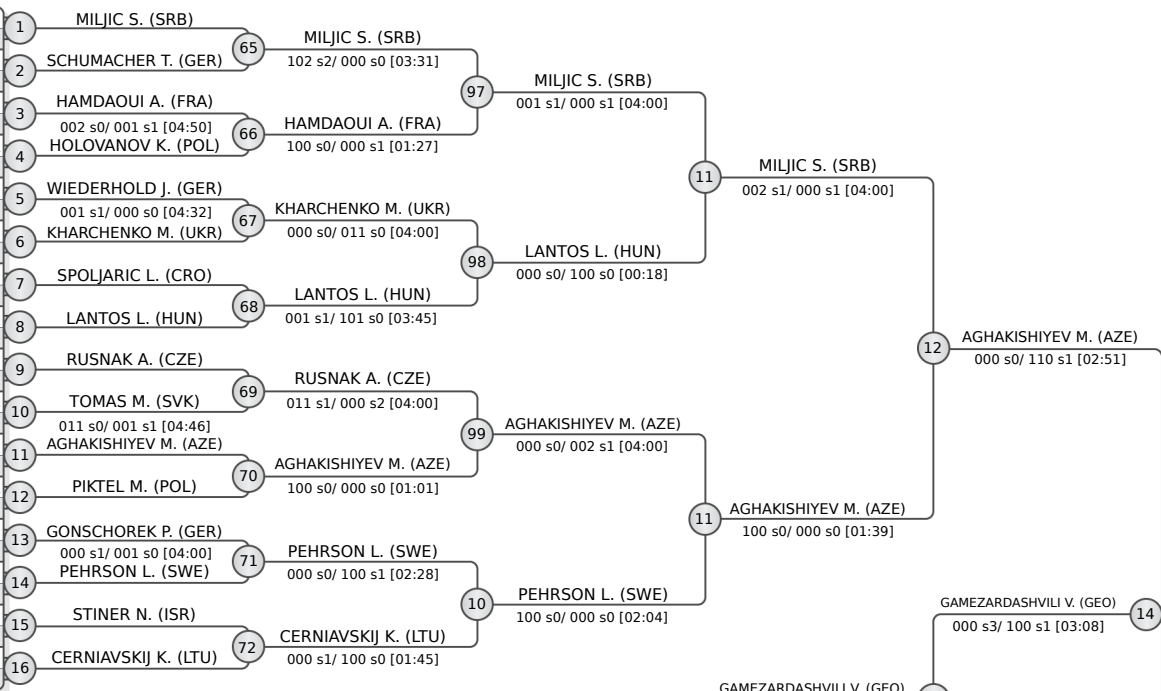 1
MILJIC S. (SRB)
2
SCHUMACHER T. (GER)
65
MILJIC S. (SRB)
102 s2/ 000 s0 [03:31]
3
HAMDAOUI A. (FRA)
002 s0/ 001 s1 [04:50]
4
HOLOVANOV K. (POL)
66
HAMDAOUI A. (FRA)
100 s0/ 000 s1 [01:27]
97
MILJIC S. (SRB)
001 s1/ 000 s1 [04:00]
5
WIEDERHOLD J. (GER)
001 s1/ 000 s0 [04:32]
6
KHARCHENKO M. (UKR)
67
KHARCHENKO M. (UKR)
000 s0/ 011 s0 [04:00]
7
SPOLJARIC L. (CRO)
8
LANTOS L. (HUN)
68
LANTOS L. (HUN)
001 s1/ 101 s0 [03:45]
98
LANTOS L. (HUN)
000 s0/ 100 s0 [00:18]
11
MILJIC S. (SRB)
002 s1/ 000 s1 [04:00]
9
RUSNAK A. (CZE)
10
TOMAS M. (SVK)
011 s0/ 001 s1 [04:46]
69
RUSNAK A. (CZE)
011 s1/ 000 s2 [04:00]
11
AGHAKISHIYEV M. (AZE)
12
PIKTEL M. (POL)
70
AGHAKISHIYEV M. (AZE)
100 s0/ 000 s0 [01:01]
99
AGHAKISHIYEV M. (AZE)
000 s0/ 002 s1 [04:00]
13
GONSCHOREK P. (GER)
000 s1/ 001 s0 [04:00]
14
PEHRSON L. (SWE)
71
PEHRSON L. (SWE)
000 s0/ 100 s1 [02:28]
15
STINER N. (ISR)
16
CERNIAVSKIJ K. (LTU)
72
CERNIAVSKIJ K. (LTU)
000 s1/ 100 s0 [01:45]
10
PEHRSON L. (SWE)
100 s0/ 000 s0 [02:04]
11
AGHAKISHIYEV M. (AZE)
100 s0/ 000 s0 [01:39]
12
AGHAKISHIYEV M. (AZE)
000 s0/ 110 s1 [02:51]
GAMEZARDASHVILI V. (GEO)
000 s3/ 100 s1 [03:08]
14
GAMEZARDASHVILI V. (GEO)